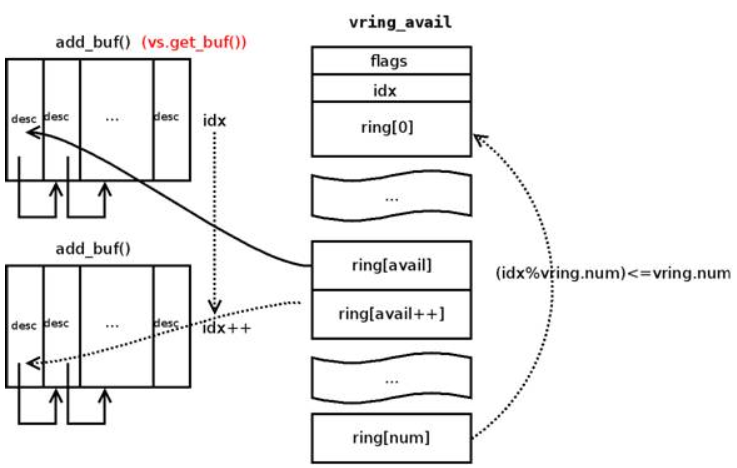 vring_avail
add_buf() (vs.get_buf())
flags
idx
desc desc ... desc
idx
ring[0]
...
add_buf()
ring[avail]
(idx%vring.num)<=vring.num
ring[avail++]
desc desc ... desc
idx++
...
ring[num]